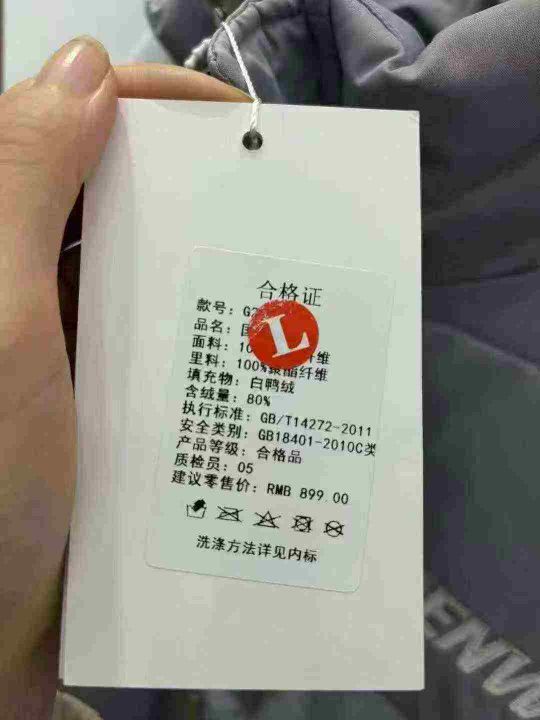 合格证
款号：G
L
品名：
面料：10 纤维
里料：100%聚酯纤维
填充物：白鸭绒
含绒量：80%
执行标准：GB/T14272-2011
安全类别：GB18401-2010C类
产品等级：合格品
质检员：05
建议零售价：RMB 899.00
洗涤方法详见内标
ENW